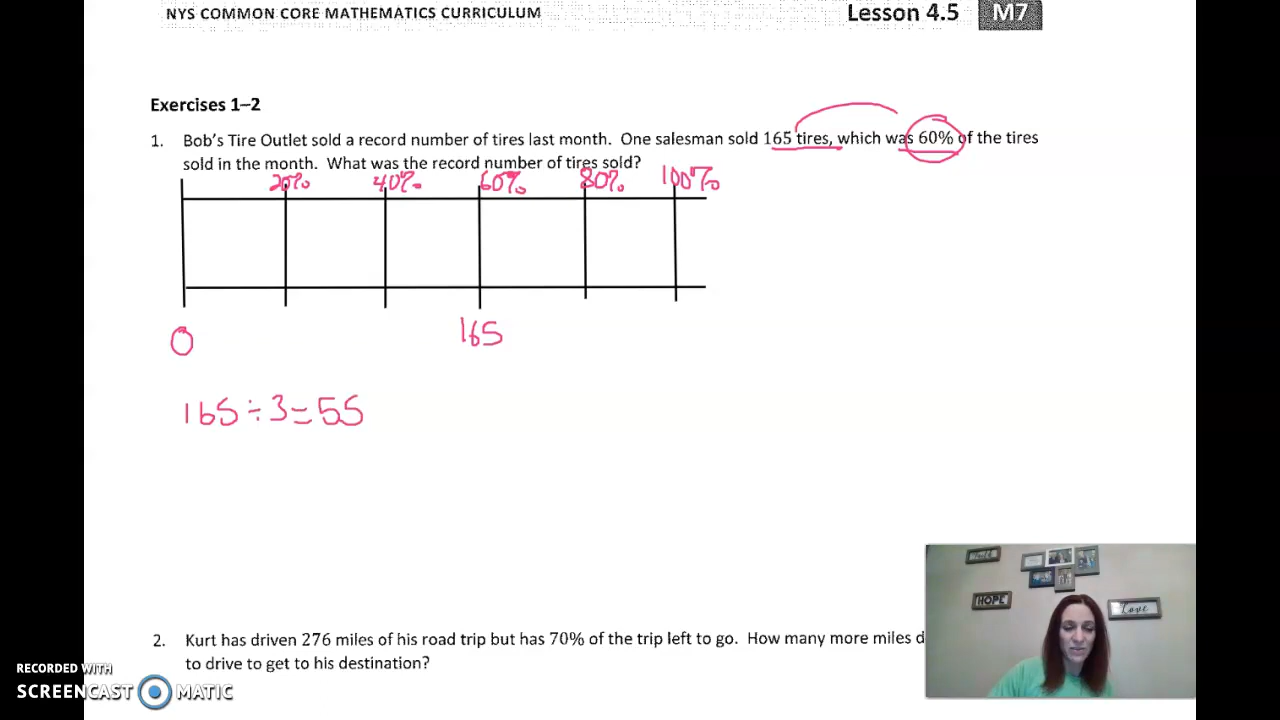 NYS COMMON CORE MATHEMATICS CURRICULUM
Lesson 4.5
M7
Exercises 1–2
1. Bob's Tire Outlet sold a record number of tires last month. One salesman sold 165 tires, which was 60% of the tires
sold in the month. What was the record number of tires sold?
20% 40% 60% 80% 100%
0
165
165 ÷ 3 = 55
2. Kurt has driven 276 miles of his road trip but has 70% of the trip left to go. How many more miles d
to drive to get to his destination?
HOPE
Love
RECORDED WITH
SCREENCAST MATIC